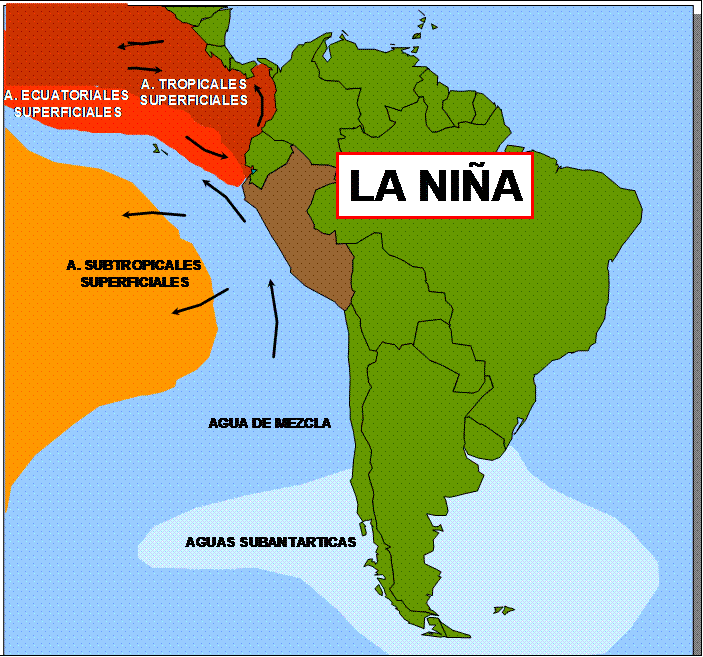 A. ECUATORIALES
SUPERFICIALES
A. TROPICALES
SUPERFICIALES
LA NIÑA
A. SUBTROPICALES
SUPERFICIALES
AGUA DE MEZCLA
AGUAS SUBANTARTICAS